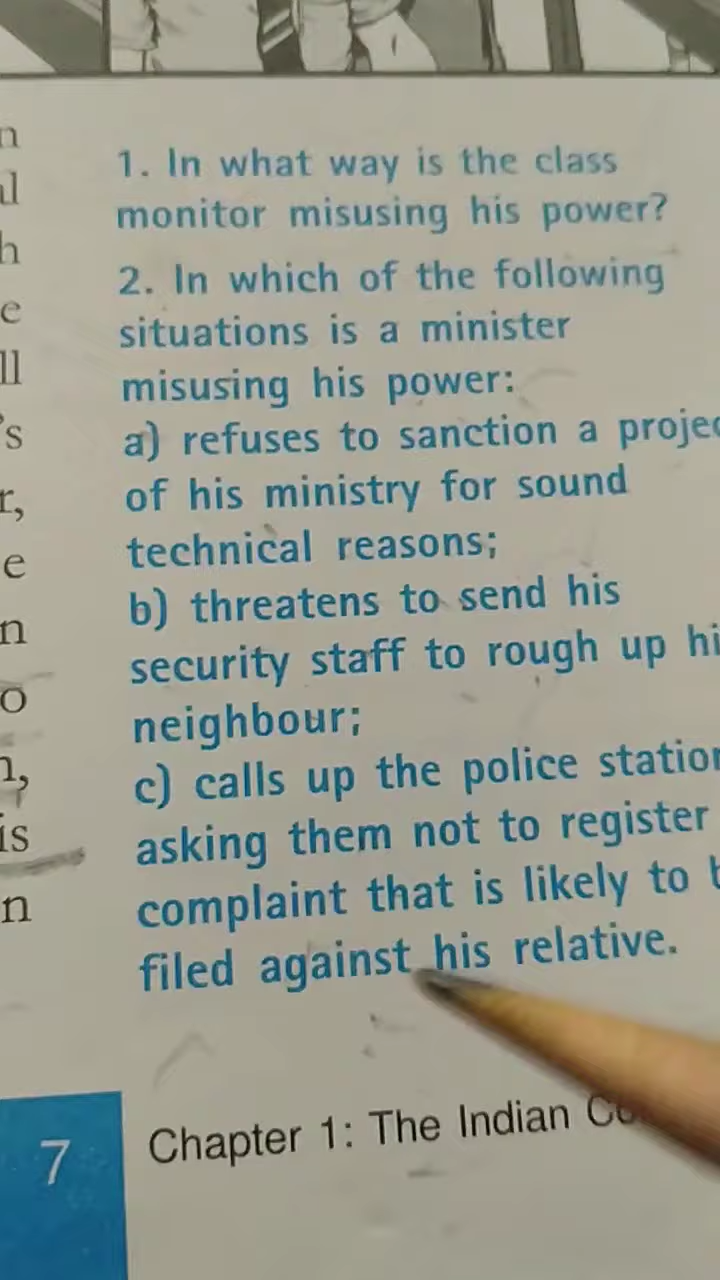 n
al
h
e
ll
's
r,
e
n
o
n,
is
n
1. In what way is the class
monitor misusing his power?
2. In which of the following
situations is a minister
misusing his power:
a) refuses to sanction a
of his ministry for sound
technical reasons;
b) threatens to send his
security staff to rough up
neighbour;
c) calls up the police
asking them not to register
complaint that is likely to
filed against his relative.
7
Chapter 1: The Indian